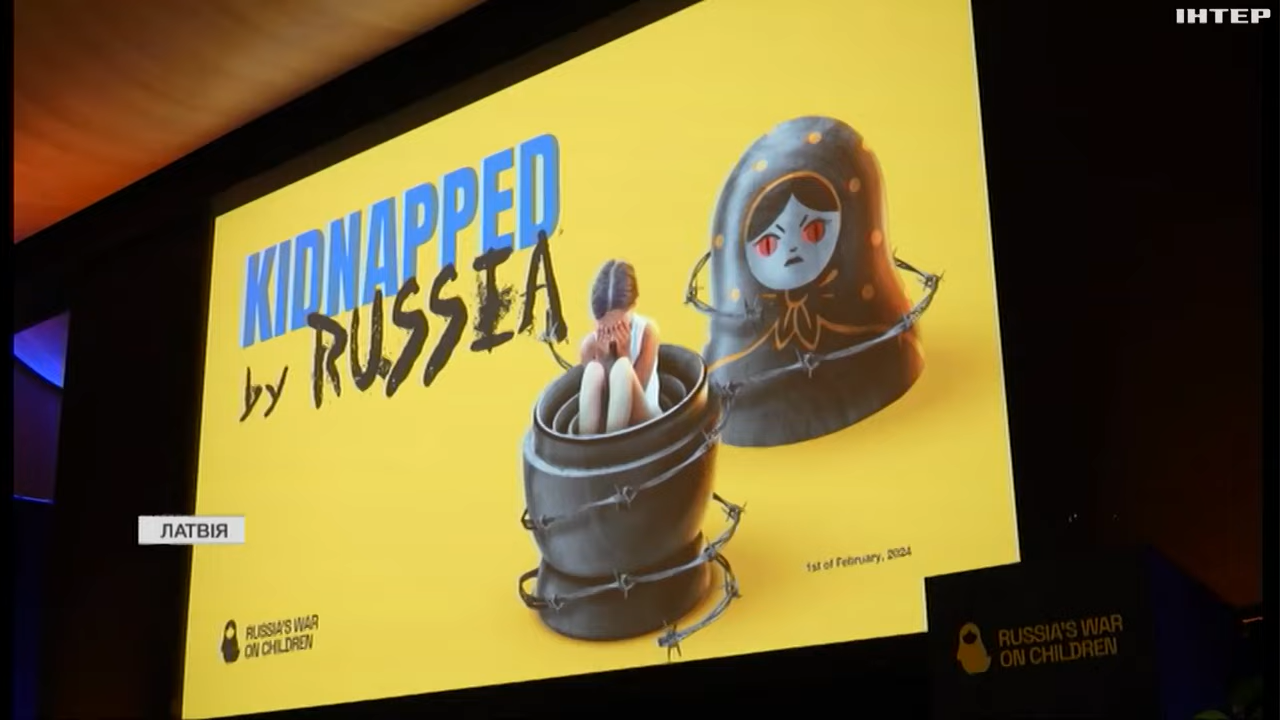 ІНТЕР
KIDNAPPED
by RUSSIA
ЛАТВІЯ
1st of February, 2024
RUSSIA'S WAR
ON CHILDREN
RUSSIA'S WAR
ON CHILDREN